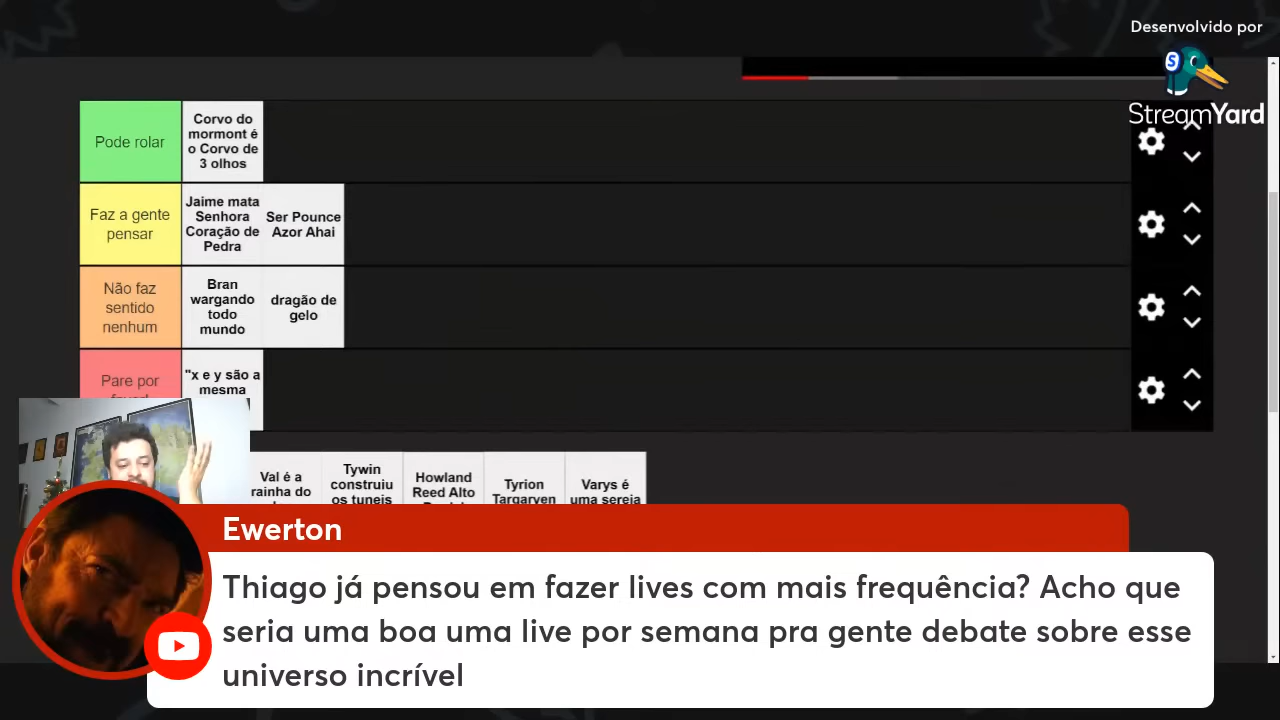 Desenvolvido por
StreamYard
Pode rolar
Corvo do
mormont é
o Corvo de
3 olhos
Faz a gente
pensar
Jaime mata
Senhora
Coração de
Pedra
Ser Pounce
Azor Ahai
Não faz
sentido
nenhum
Bran
wargando
todo
mundo
dragão de
gelo
Pare por
"x e y são a
mesma
Val é a
rainha do
Tywin
construiu
os tuneis
Howland
Reed Alto
Tyrion
Targaryen
Varys é
uma sereia
Ewerton
Thiago já pensou em fazer lives com mais frequência? Acho que
seria uma boa uma live por semana pra gente debate sobre esse
universo incrível